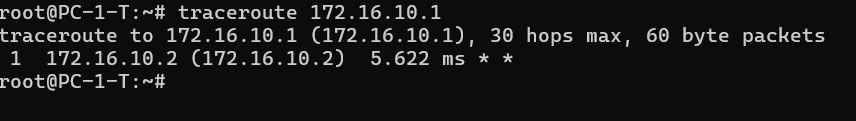 root@PC-1-T:~# traceroute 172.16.10.1
traceroute to 172.16.10.1 (172.16.10.1), 30 hops max, 60 byte packets
 1  172.16.10.2 (172.16.10.2)  5.622 ms * *
root@PC-1-T:~#